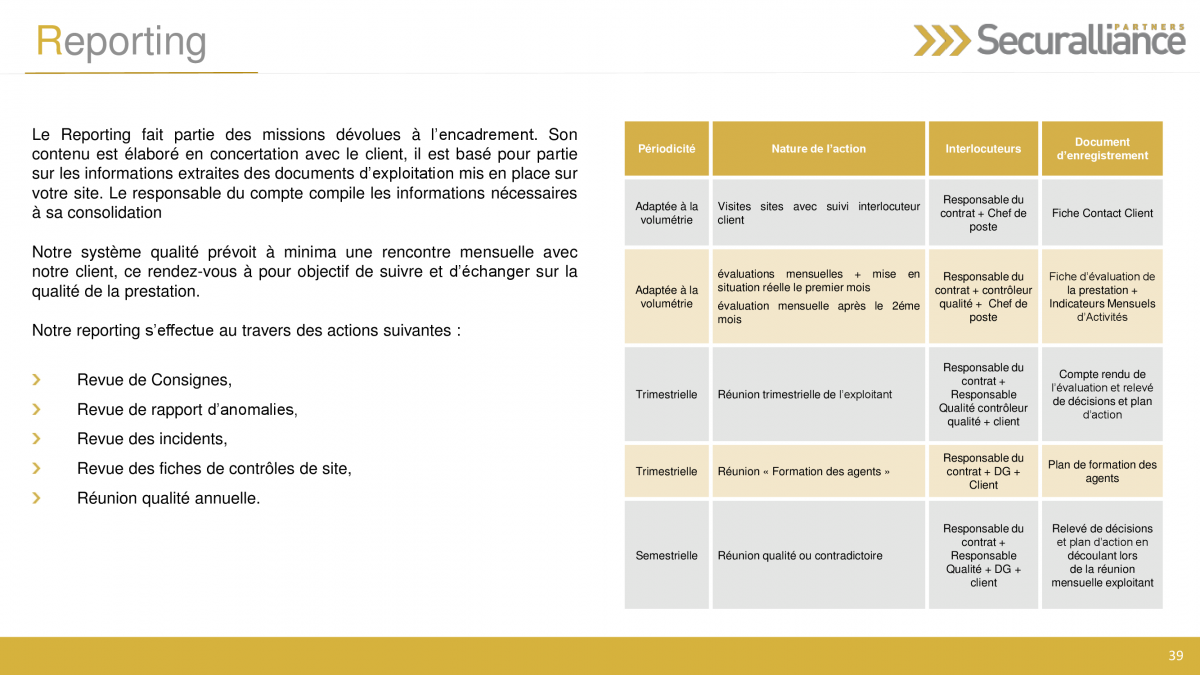 Reporting
PARTNERS
Securalliance
Le Reporting fait partie des missions dévolues à l’encadrement. Son
contenu est élaboré en concertation avec le client, il est basé pour partie
sur les informations extraites des documents d’exploitation mis en place sur
votre site. Le responsable du compte compile les informations nécessaires
à sa consolidation
Notre système qualité prévoit à minima une rencontre mensuelle avec
notre client, ce rendez-vous à pour objectif de suivre et d’échanger sur la
qualité de la prestation.
Notre reporting s’effectue au travers des actions suivantes :
Revue de Consignes,
Revue de rapport d’anomalies,
Revue des incidents,
Revue des fiches de contrôles de site,
Réunion qualité annuelle.
Périodicité
Nature de l’action
Interlocuteurs
Document
d’enregistrement
Adaptée à la
volumétrie
Visites sites avec suivi interlocuteur
client
Responsable du
contrat + Chef de
poste
Fiche Contact Client
Adaptée à la
volumétrie
évaluations mensuelles + mise en
situation réelle le premier mois
évaluation mensuelle après le 2éme
mois
Responsable du
contrat + contrôleur
qualité + Chef de
poste
Fiche d’évaluation de
la prestation +
Indicateurs Mensuels
d’Activités
Trimestrielle
Réunion trimestrielle de l’exploitant
Responsable du
contrat +
Responsable
Qualité contrôleur
qualité + client
Compte rendu de
l’évaluation et relevé
de décisions et plan
d’action
Trimestrielle
Réunion « Formation des agents »
Responsable du
contrat + DG +
Client
Plan de formation des
agents
Semestrielle
Réunion qualité ou contradictoire
Responsable du
contrat +
Responsable
Qualité + DG +
client
Relevé de décisions
et plan d’action en
découlant lors
de la réunion
mensuelle exploitant
39